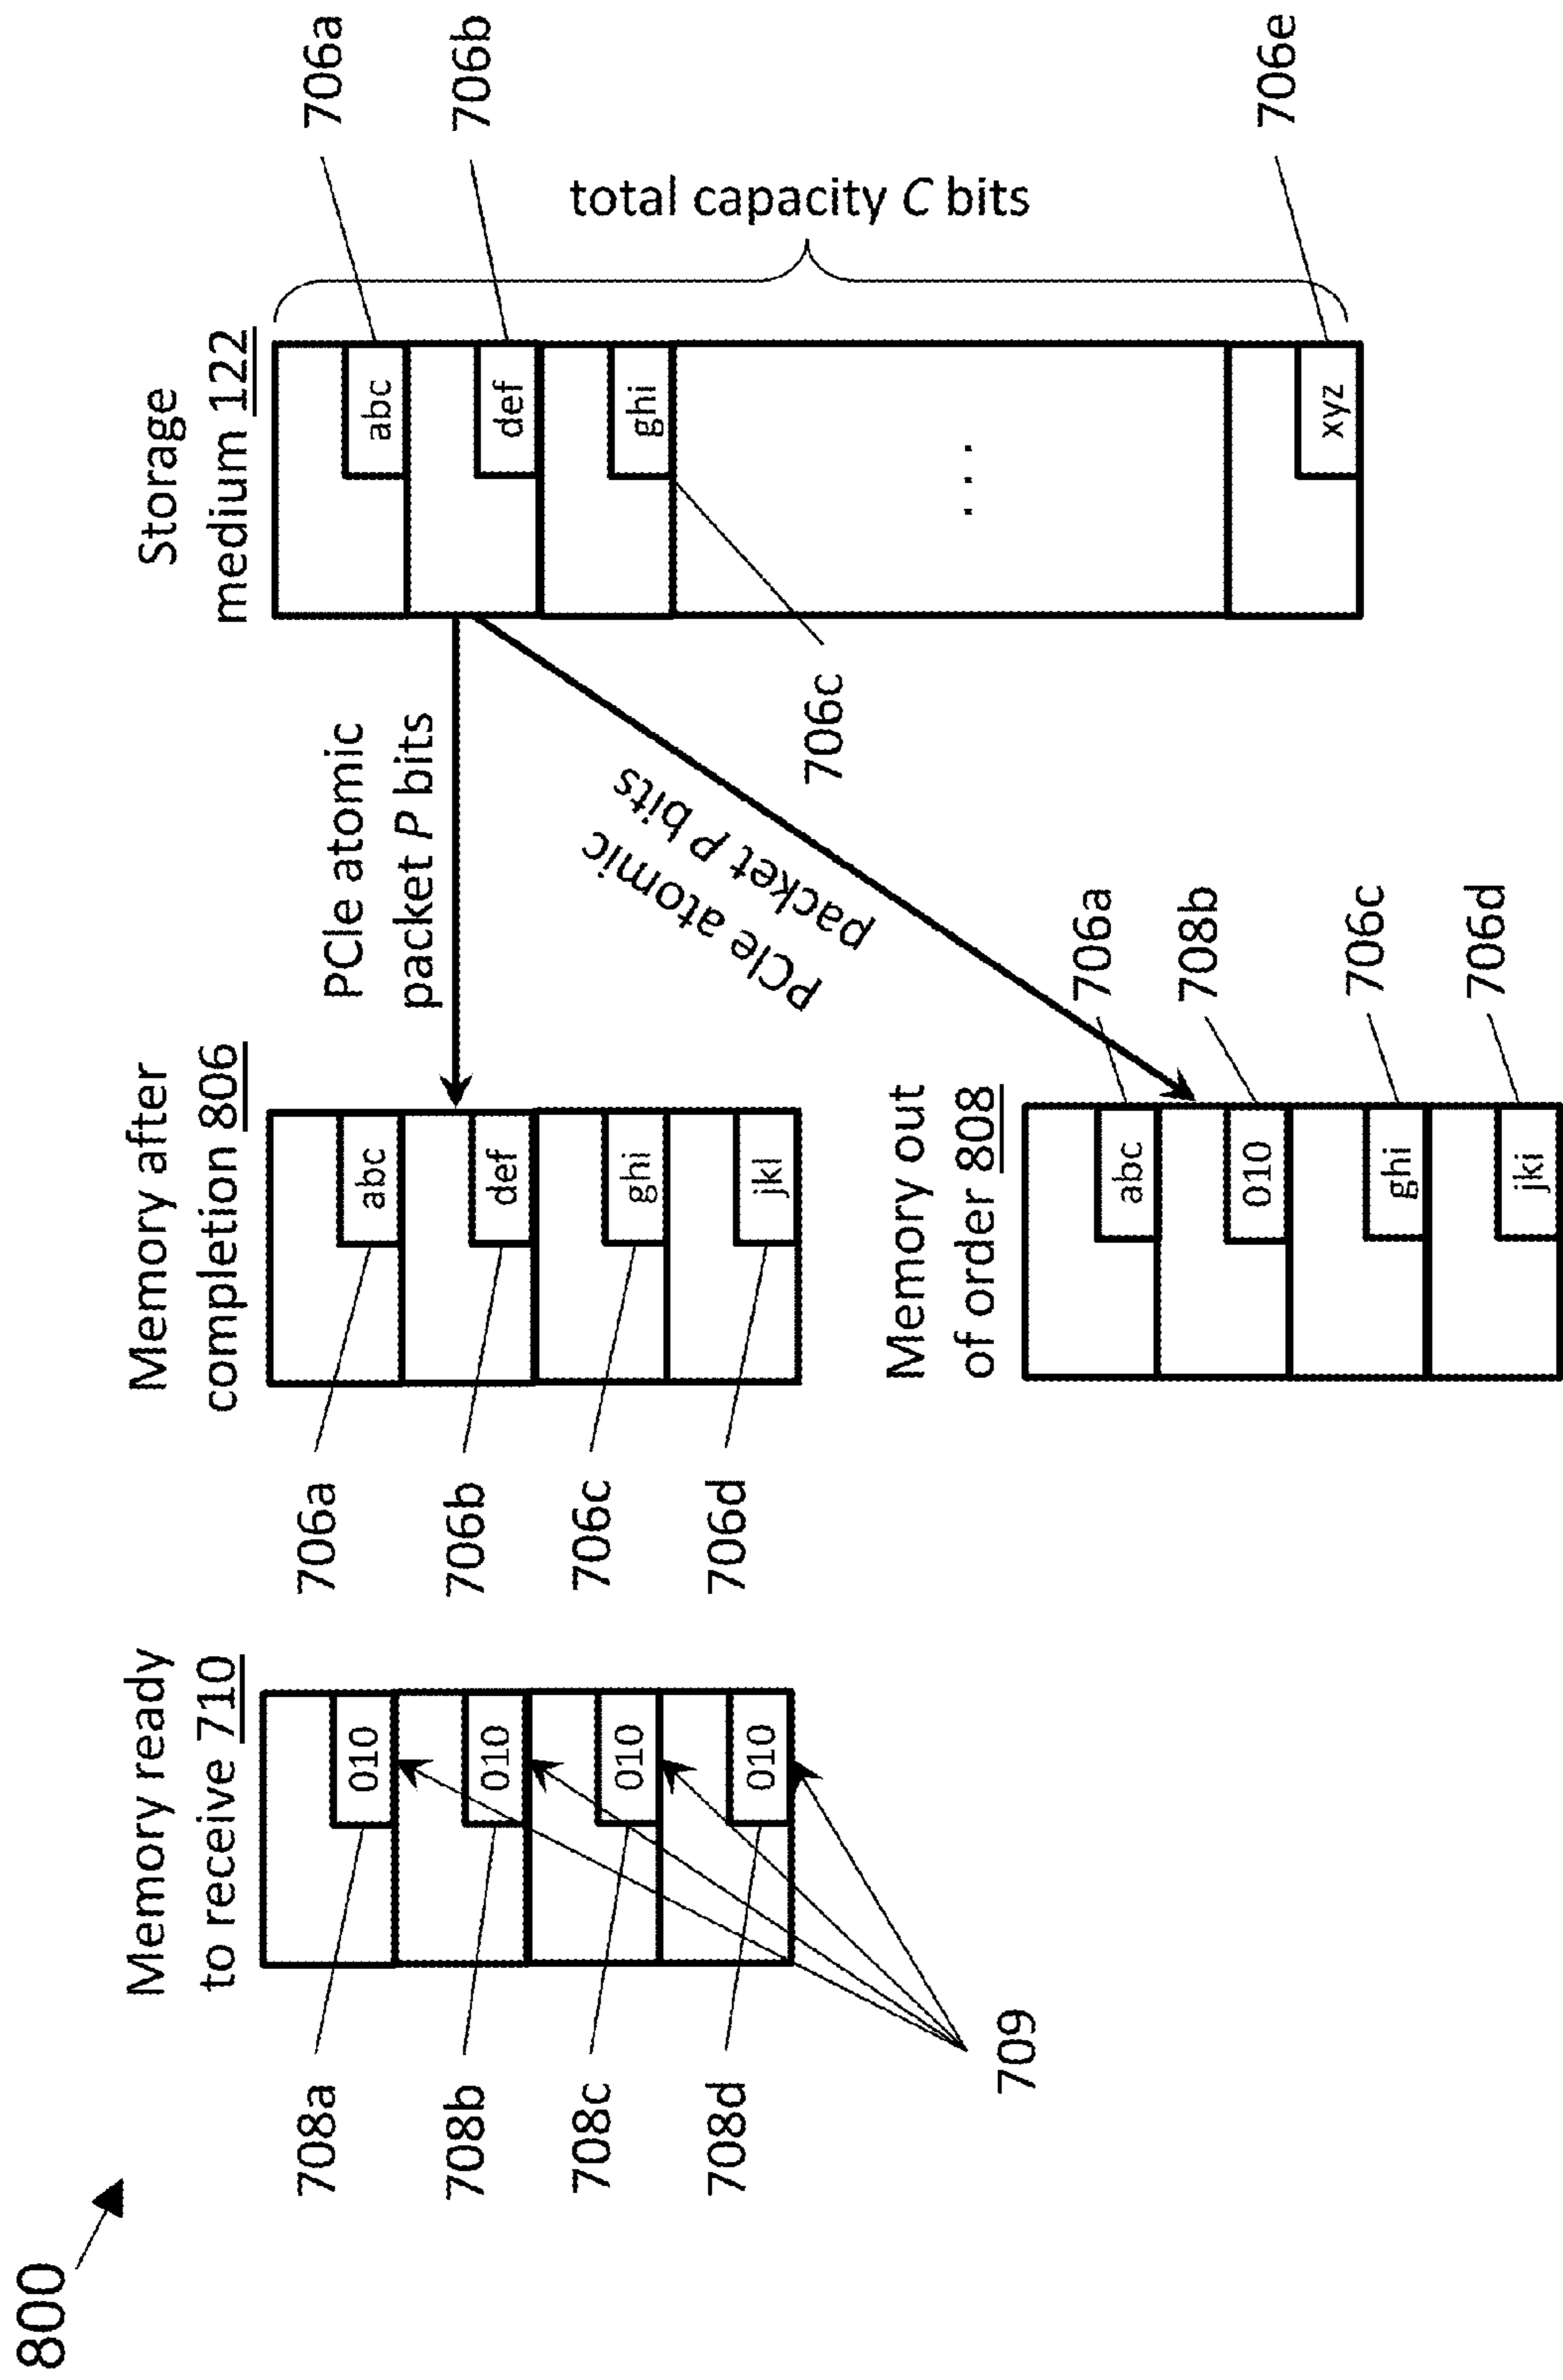 800
Memory ready
to receive 710
708a
010
708b
010
708c
010
708d
010
709
Memory after
completion 806
706a
abc
706b
def
706c
ghi
706d
jkl
PCIe atomic
packet P bits
PCIe atomic
packet P bits
Storage
medium 122
abc
706a
def
706b
ghi
706c
. . .
xyz
706e
total capacity C bits
Memory out
of order 808
abc
706a
010
708b
ghi
706c
jki
706d